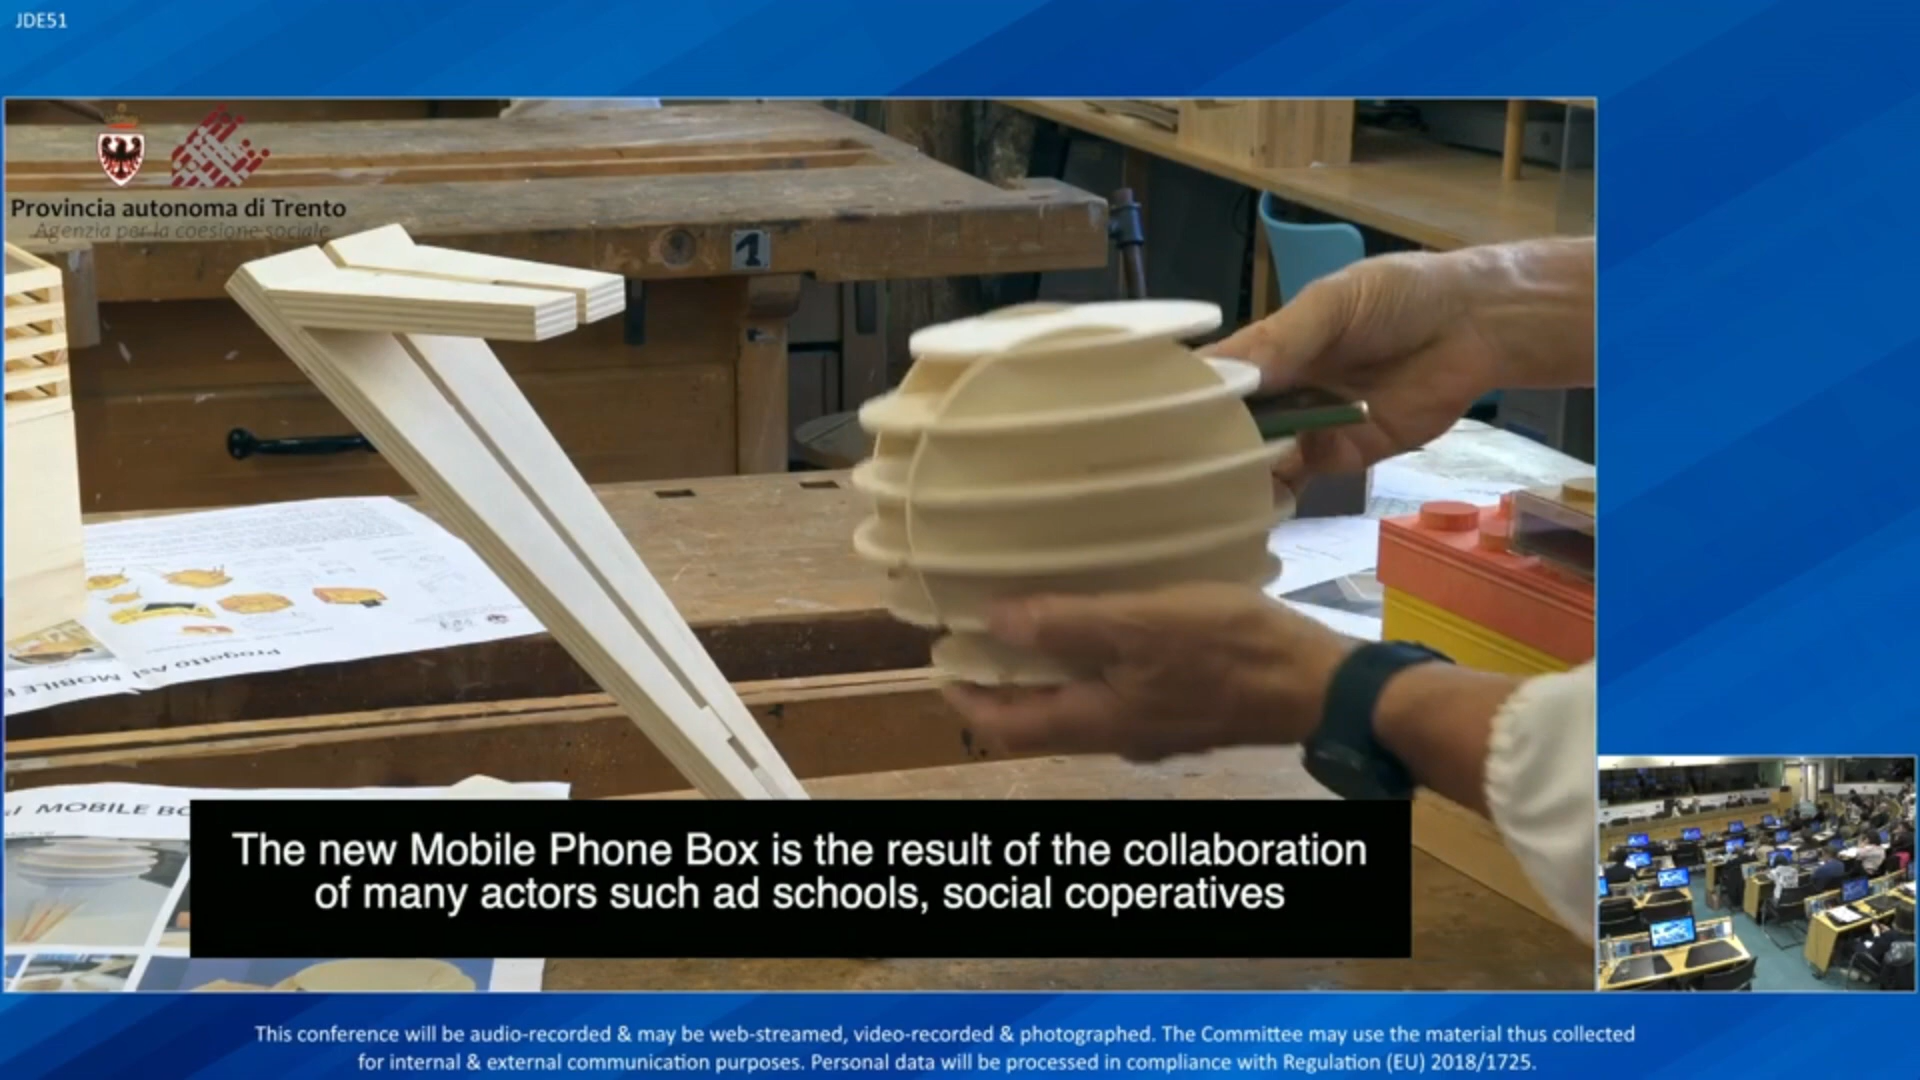 JDE51
Provincia autonoma di Trento
Agenzia per la coesione sociale
1
Progetto Asl MOBILE
MOBILE BO
The new Mobile Phone Box is the result of the collaboration
of many actors such ad schools, social coperatives
This conference will be audio-recorded & may be web-streamed, video-recorded & photographed. The Committee may use the material thus collected
for internal & external communication purposes. Personal data will be processed in compliance with Regulation (EU) 2018/1725.